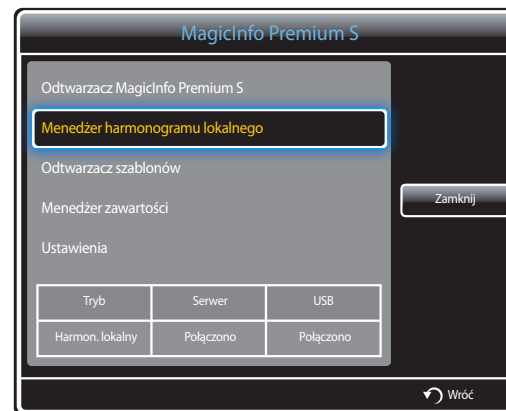 MagicInfo Premium S
Odtwarzacz MagicInfo Premium S
Menedżer harmonogramu lokalnego
Odtwarzacz szablonów
Menedżer zawartości
Zamknij
Ustawienia
Tryb Serwer USB
Harmon. lokalny Połączono Połączono
Wróć